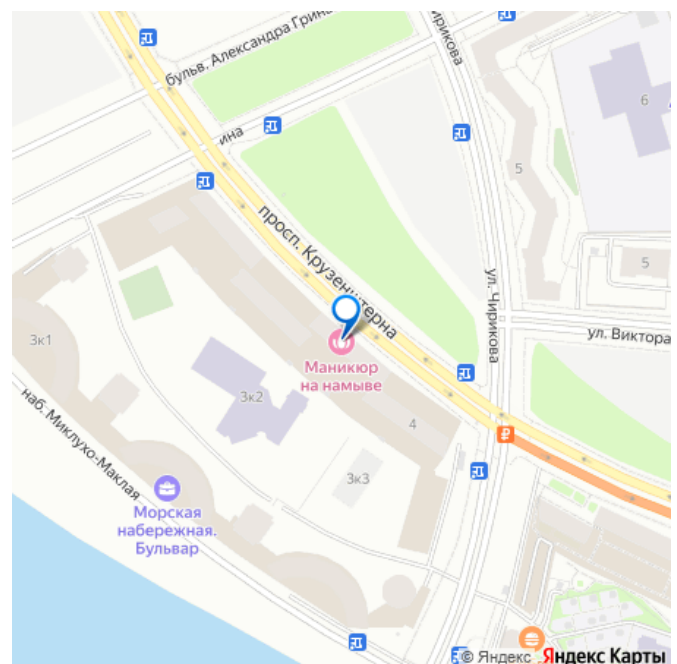 бульв. Александра Грина
ина
Чирикова
6
5
5
просп. Крузенштерна
ул. Чирикова
ул. Виктора
3к1
Маникюр
на намыве
3к2
4
наб. Миклухо-Маклая
3к3
₽
Морская
набережная.
Бульвар
© Яндекс Яндекс Карты